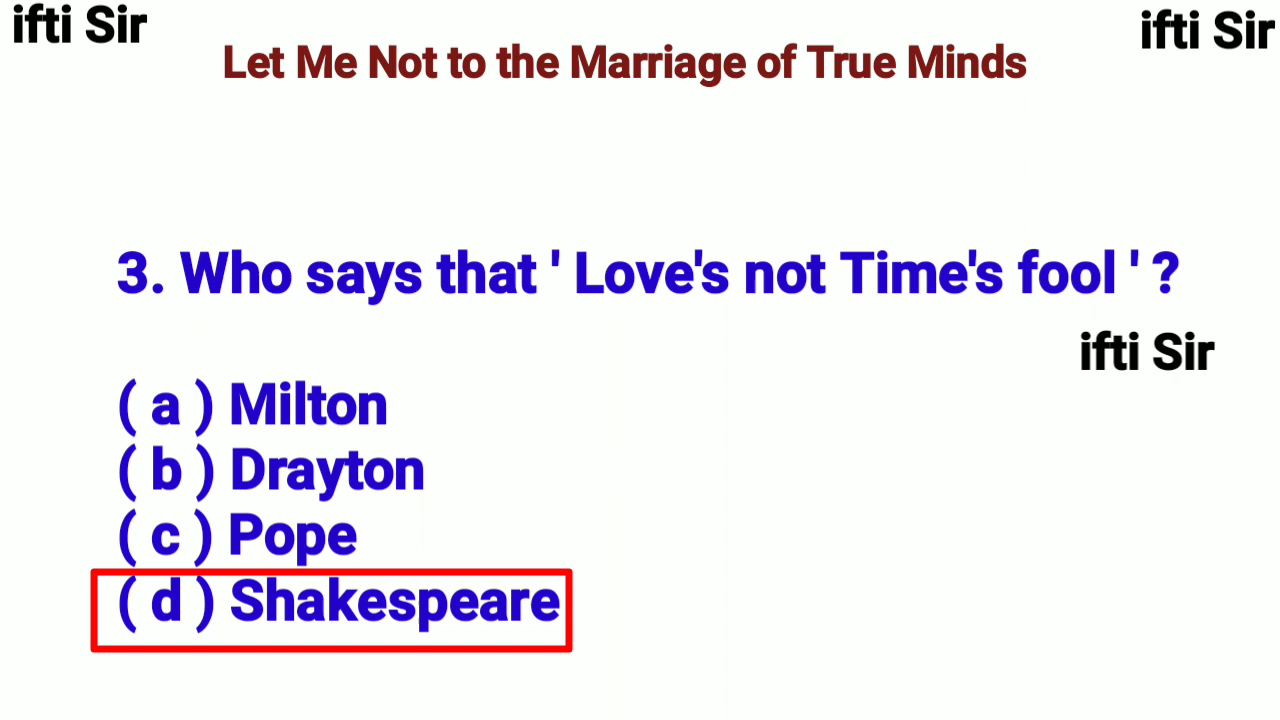 ifti Sir
ifti Sir
Let Me Not to the Marriage of True Minds
3. Who says that ' Love's not Time's fool ' ?
ifti Sir
( a ) Milton
( b ) Drayton
( c ) Pope
( d ) Shakespeare